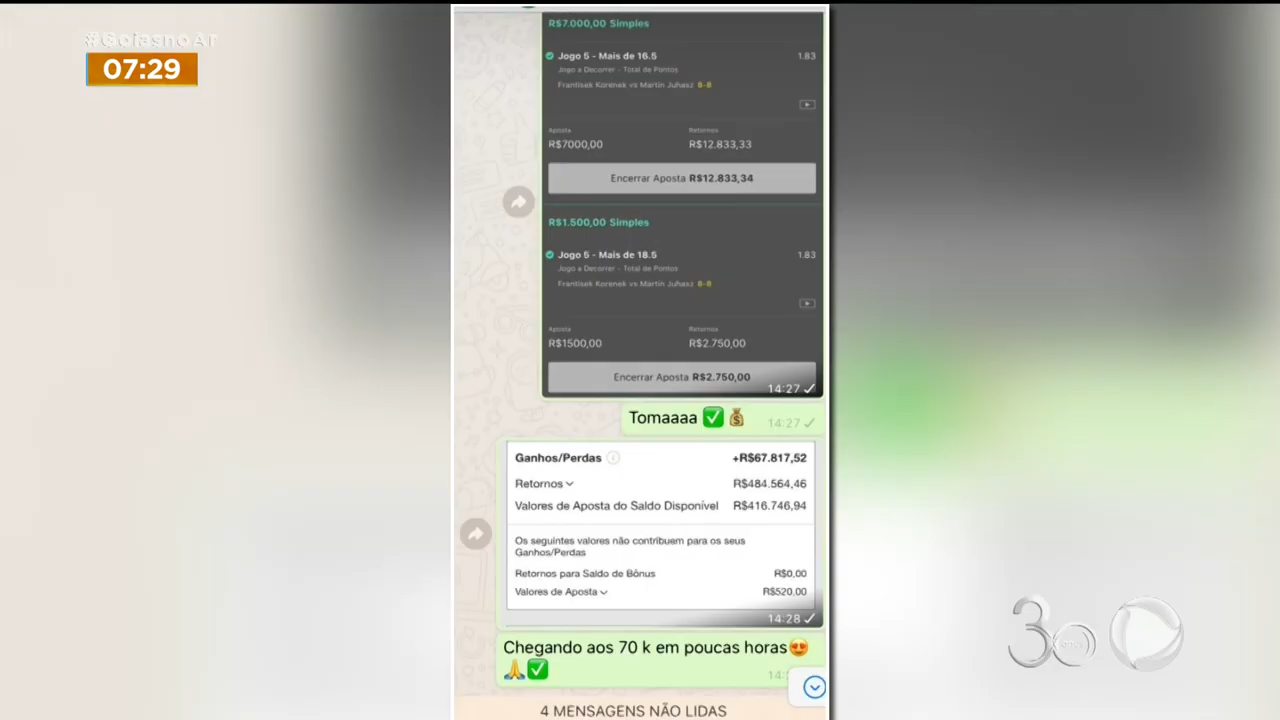 #GoiasnoAr
07:29
R$7.000,00 Simples
Jogo 5 - Mais de 16.5 1.83
Jogo a Decorrer - Total de Pontos
Frantisek Korenek vs Martin Juhasz 8-8
Aposta Retornos
R$7000,00 R$12.833,33
Encerrar Aposta R$12.833,34
R$1.500,00 Simples
Jogo 5 - Mais de 18.5 1.83
Jogo a Decorrer - Total de Pontos
Frantisek Korenek vs Martin Juhasz 8-8
Aposta Retornos
R$1500,00 R$2.750,00
Encerrar Aposta R$2.750,00
14:27
Tomaaaa ✅💰 14:27
Ganhos/Perdas +R$67.817,52
Retornos R$484.564,46
Valores de Aposta do Saldo Disponível R$416.746,94
Os seguintes valores não contribuem para os seus
Ganhos/Perdas
Retornos para Saldo de Bônus R$0,00
Valores de Aposta R$520,00
14:28
Chegando aos 70 k em poucas horas😍
🙏✅
4 MENSAGENS NÃO LIDAS
30